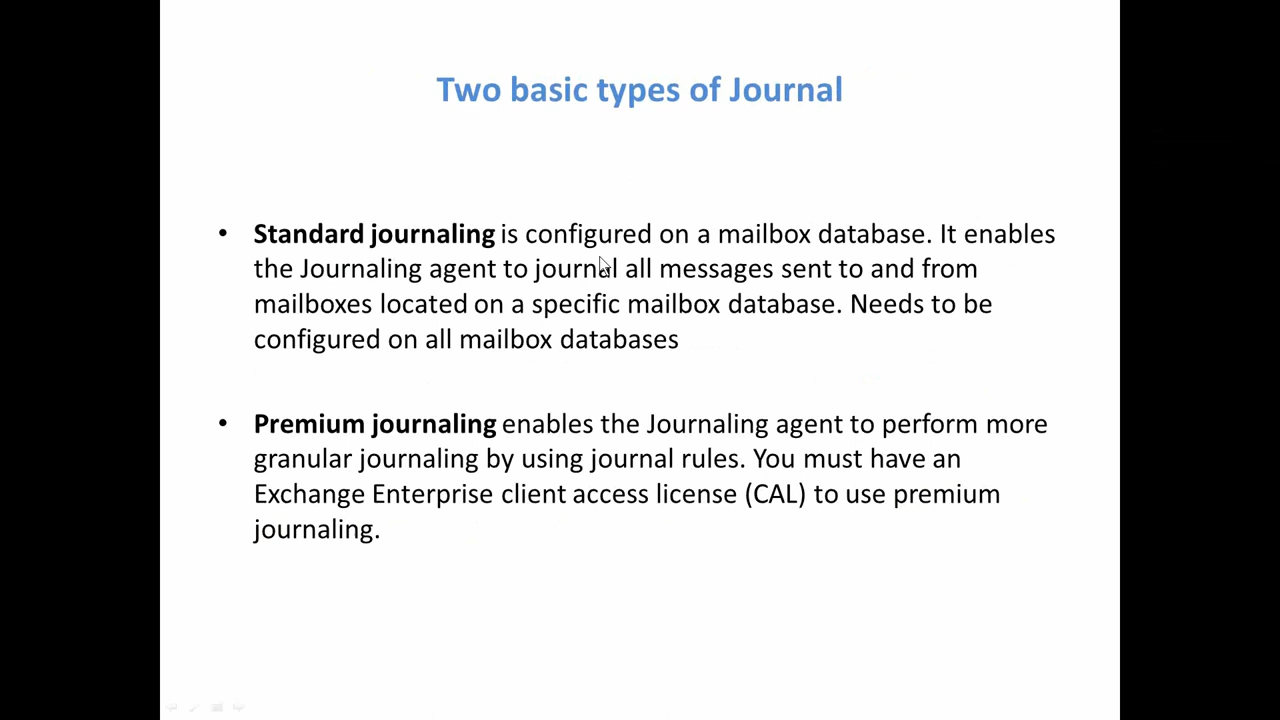 Two basic types of Journal
• Standard journaling is configured on a mailbox database. It enables
the Journaling agent to journal all messages sent to and from
mailboxes located on a specific mailbox database. Needs to be
configured on all mailbox databases
• Premium journaling enables the Journaling agent to perform more
granular journaling by using journal rules. You must have an
Exchange Enterprise client access license (CAL) to use premium
journaling.